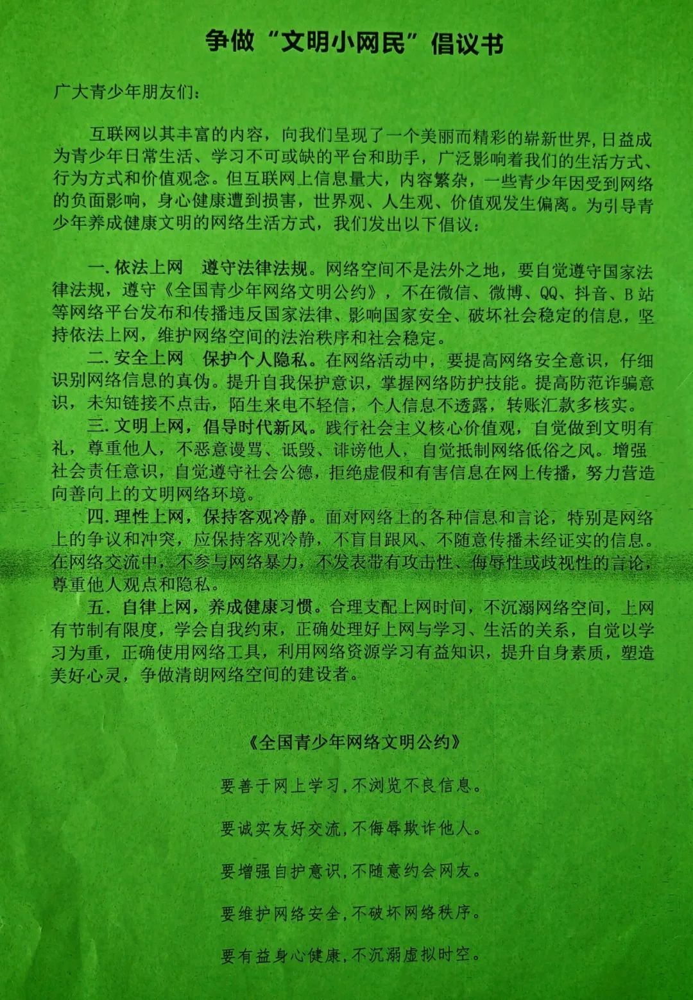 争做“文明小网民”倡议书
广大青少年朋友们：
互联网以其丰富的内容，向我们呈现了一个美丽而精彩的崭新世界,日益成
为青少年日常生活、学习不可或缺的平台和助手，广泛影响着我们的生活方式、
行为方式和价值观念。但互联网上信息量大，内容繁杂，一些青少年因受到网络
的负面影响，身心健康遭到损害，世界观、人生观、价值观发生偏离。为引导青
少年养成健康文明的网络生活方式，我们发出以下倡议：
一.依法上网　遵守法律法规。网络空间不是法外之地，要自觉遵守国家法
律法规，遵守《全国青少年网络文明公约》，不在微信、微博、QQ、抖音、B站
等网络平台发布和传播违反国家法律、影响国家安全、破坏社会稳定的信息，坚
持依法上网，维护网络空间的法治秩序和社会稳定。
二.安全上网　保护个人隐私。在网络活动中，要提高网络安全意识，仔细
识别网络信息的真伪。提升自我保护意识，掌握网络防护技能。提高防范诈骗意
识，未知链接不点击，陌生来电不轻信，个人信息不透露，转账汇款多核实。
三.文明上网，倡导时代新风。践行社会主义核心价值观，自觉做到文明有
礼，尊重他人，不恶意谩骂、诋毁、诽谤他人，自觉抵制网络低俗之风。增强
社会责任意识，自觉遵守社会公德，拒绝虚假和有害信息在网上传播，努力营造
向善向上的文明网络环境。
四.理性上网，保持客观冷静。面对网络上的各种信息和言论，特别是网络
上的争议和冲突，应保持客观冷静，不盲目跟风、不随意传播未经证实的信息。
在网络交流中，不参与网络暴力，不发表带有攻击性、侮辱性或歧视性的言论，
尊重他人观点和隐私。
五．自律上网，养成健康习惯。合理支配上网时间，不沉溺网络空间，上网
有节制有限度，学会自我约束，正确处理好上网与学习、生活的关系，自觉以学
习为重，正确使用网络工具，利用网络资源学习有益知识，提升自身素质，塑造
美好心灵，争做清朗网络空间的建设者。
《全国青少年网络文明公约》
要善于网上学习,不浏览不良信息。
要诚实友好交流,不侮辱欺诈他人。
要增强自护意识,不随意约会网友。
要维护网络安全,不破坏网络秩序。
要有益身心健康,不沉溺虚拟时空。